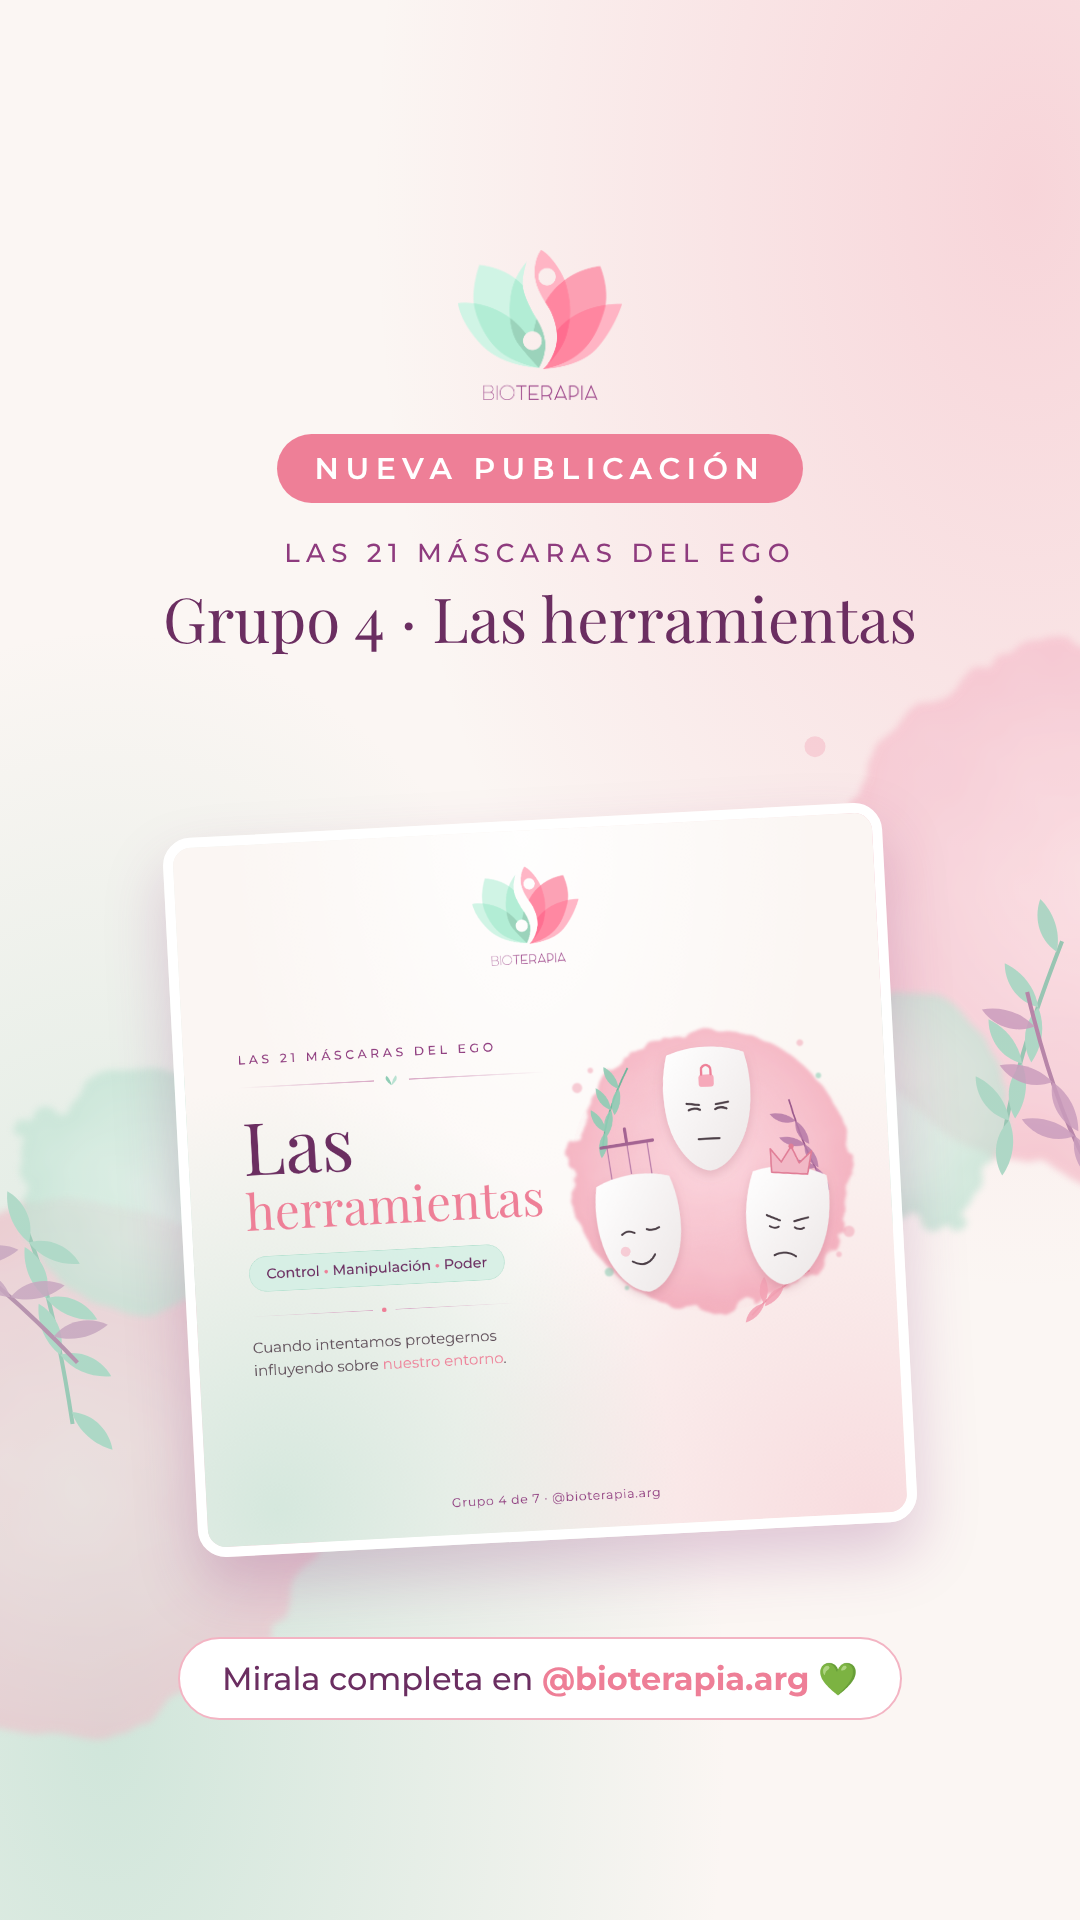 BIOTERAPIA
NUEVA PUBLICACIÓN
LAS 21 MÁSCARAS DEL EGO
Grupo 4 · Las herramientas
BIOTERAPIA
LAS 21 MÁSCARAS DEL EGO
Las
herramientas
Control • Manipulación • Poder
Cuando intentamos protegernos
influyendo sobre nuestro entorno.
Grupo 4 de 7 · @bioterapia.arg
Mirala completa en @bioterapia.arg 💚